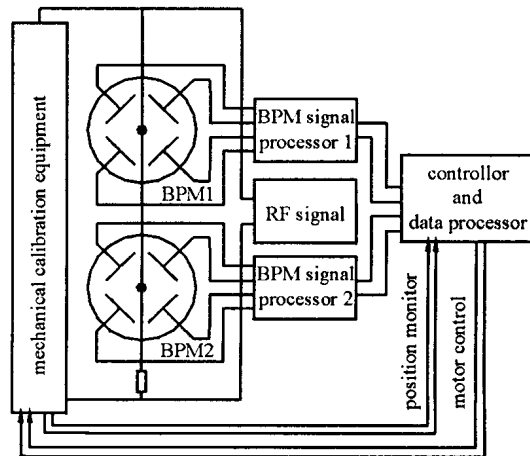 mechanical calibration equipment
BPM1
BPM2
BPM signal
processor 1
RF signal
BPM signal
processor 2
controllor
and
data processor
position monitor
motor control